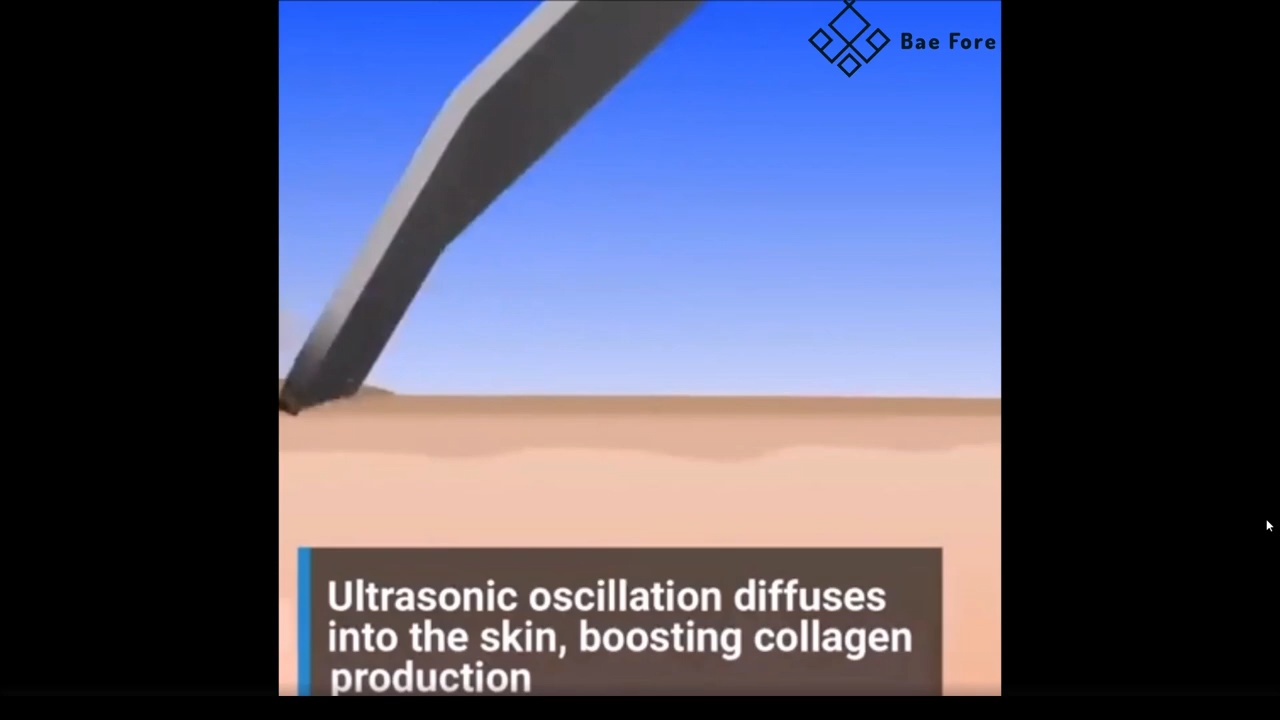 Bae Fore
Ultrasonic oscillation diffuses
into the skin, boosting collagen
production